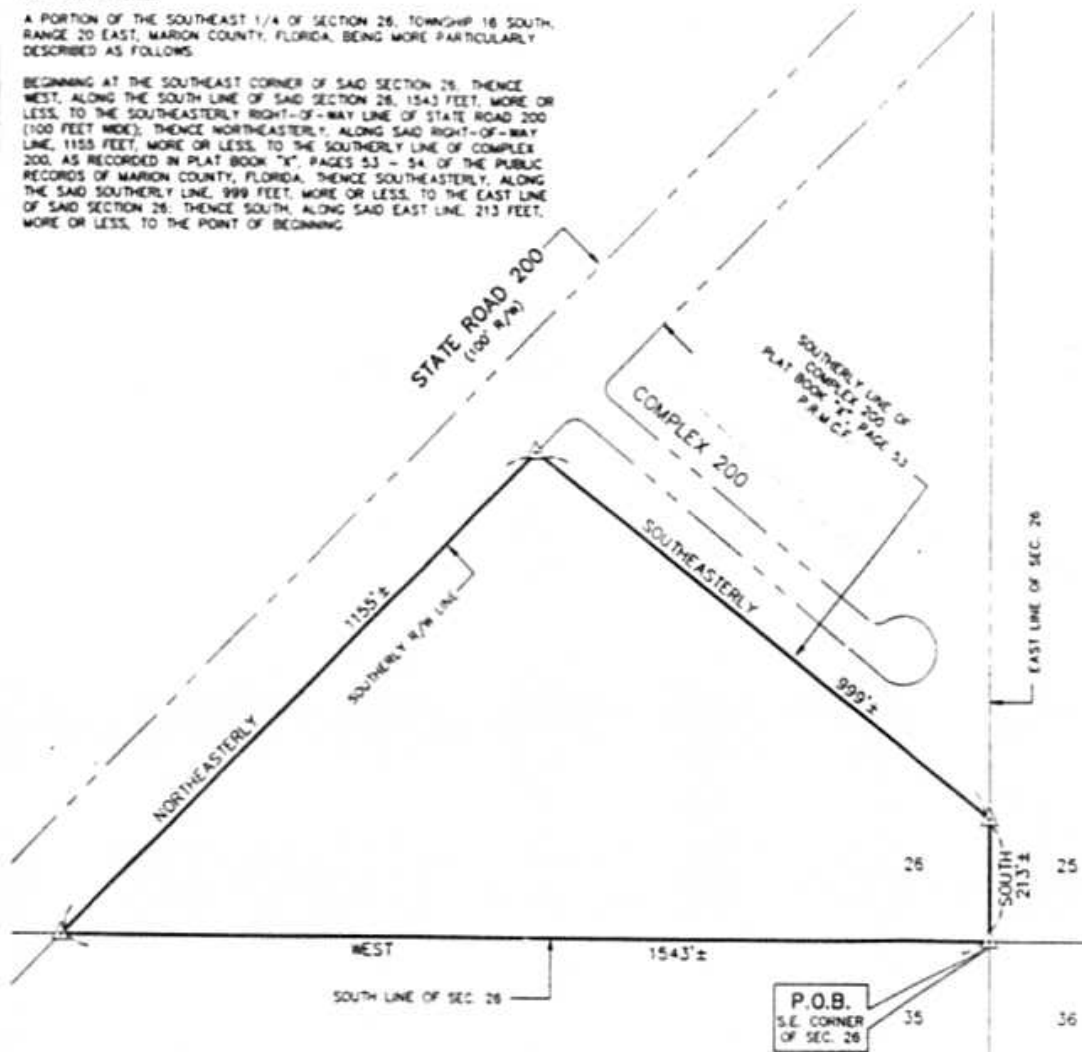 A PORTION OF THE SOUTHEAST 1/4 OF SECTION 26, TOWNSHIP 16 SOUTH,
RANGE 20 EAST, MARION COUNTY, FLORIDA, BEING MORE PARTICULARLY
DESCRIBED AS FOLLOWS:
BEGINNING AT THE SOUTHEAST CORNER OF SAID SECTION 26, THENCE
WEST, ALONG THE SOUTH LINE OF SAID SECTION 26, 1543 FEET, MORE OR
LESS, TO THE SOUTHEASTERLY RIGHT-OF-WAY LINE OF STATE ROAD 200
(100 FEET WIDE); THENCE NORTHEASTERLY, ALONG SAID RIGHT-OF-WAY
LINE, 1155 FEET, MORE OR LESS, TO THE SOUTHERLY LINE OF COMPLEX
200, AS RECORDED IN PLAT BOOK "X", PAGES 53 - 54, OF THE PUBLIC
RECORDS OF MARION COUNTY, FLORIDA, THENCE SOUTHEASTERLY, ALONG
THE SAID SOUTHERLY LINE, 999 FEET, MORE OR LESS, TO THE EAST LINE
OF SAID SECTION 26; THENCE SOUTH, ALONG SAID EAST LINE, 213 FEET,
MORE OR LESS, TO THE POINT OF BEGINNING.
STATE ROAD 200
(100' R/W)
SOUTHERLY LINE OF
COMPLEX 200
PLAT BOOK "X", PAGE 53
P.R.M.C.F.
COMPLEX 200
SOUTHEASTERLY
999'±
EAST LINE OF SEC. 26
1155'±
SOUTHERLY R/W LINE
NORTHEASTERLY
26
SOUTH
213'±
25
WEST
1543'±
SOUTH LINE OF SEC. 26
P.O.B.
S.E. CORNER
OF SEC. 26
35
36